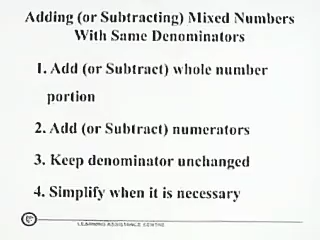 Adding (or Subtracting) Mixed Numbers
With Same Denominators
1. Add (or Subtract) whole number
portion
2. Add (or Subtract) numerators
3. Keep denominator unchanged
4. Simplify when it is necessary
LEARNING ASSISTANCE CENTRE